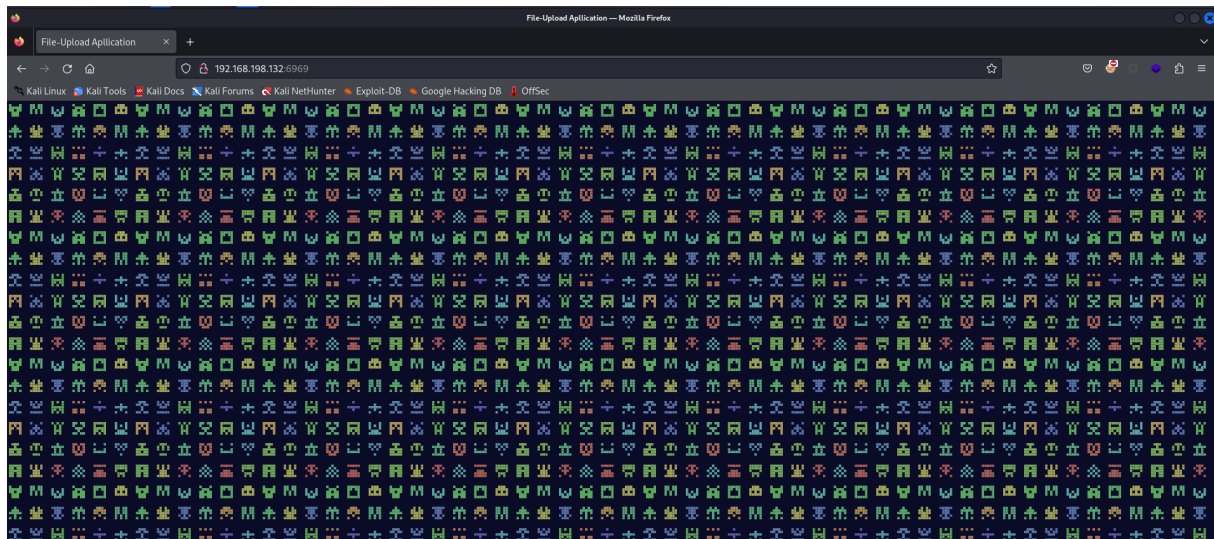 File-Upload Apllication — Mozilla Firefox
File-Upload Apllication
192.168.198.132:6969
Kali Linux Kali Tools Kali Docs Kali Forums Kali NetHunter Exploit-DB Google Hacking DB OffSec